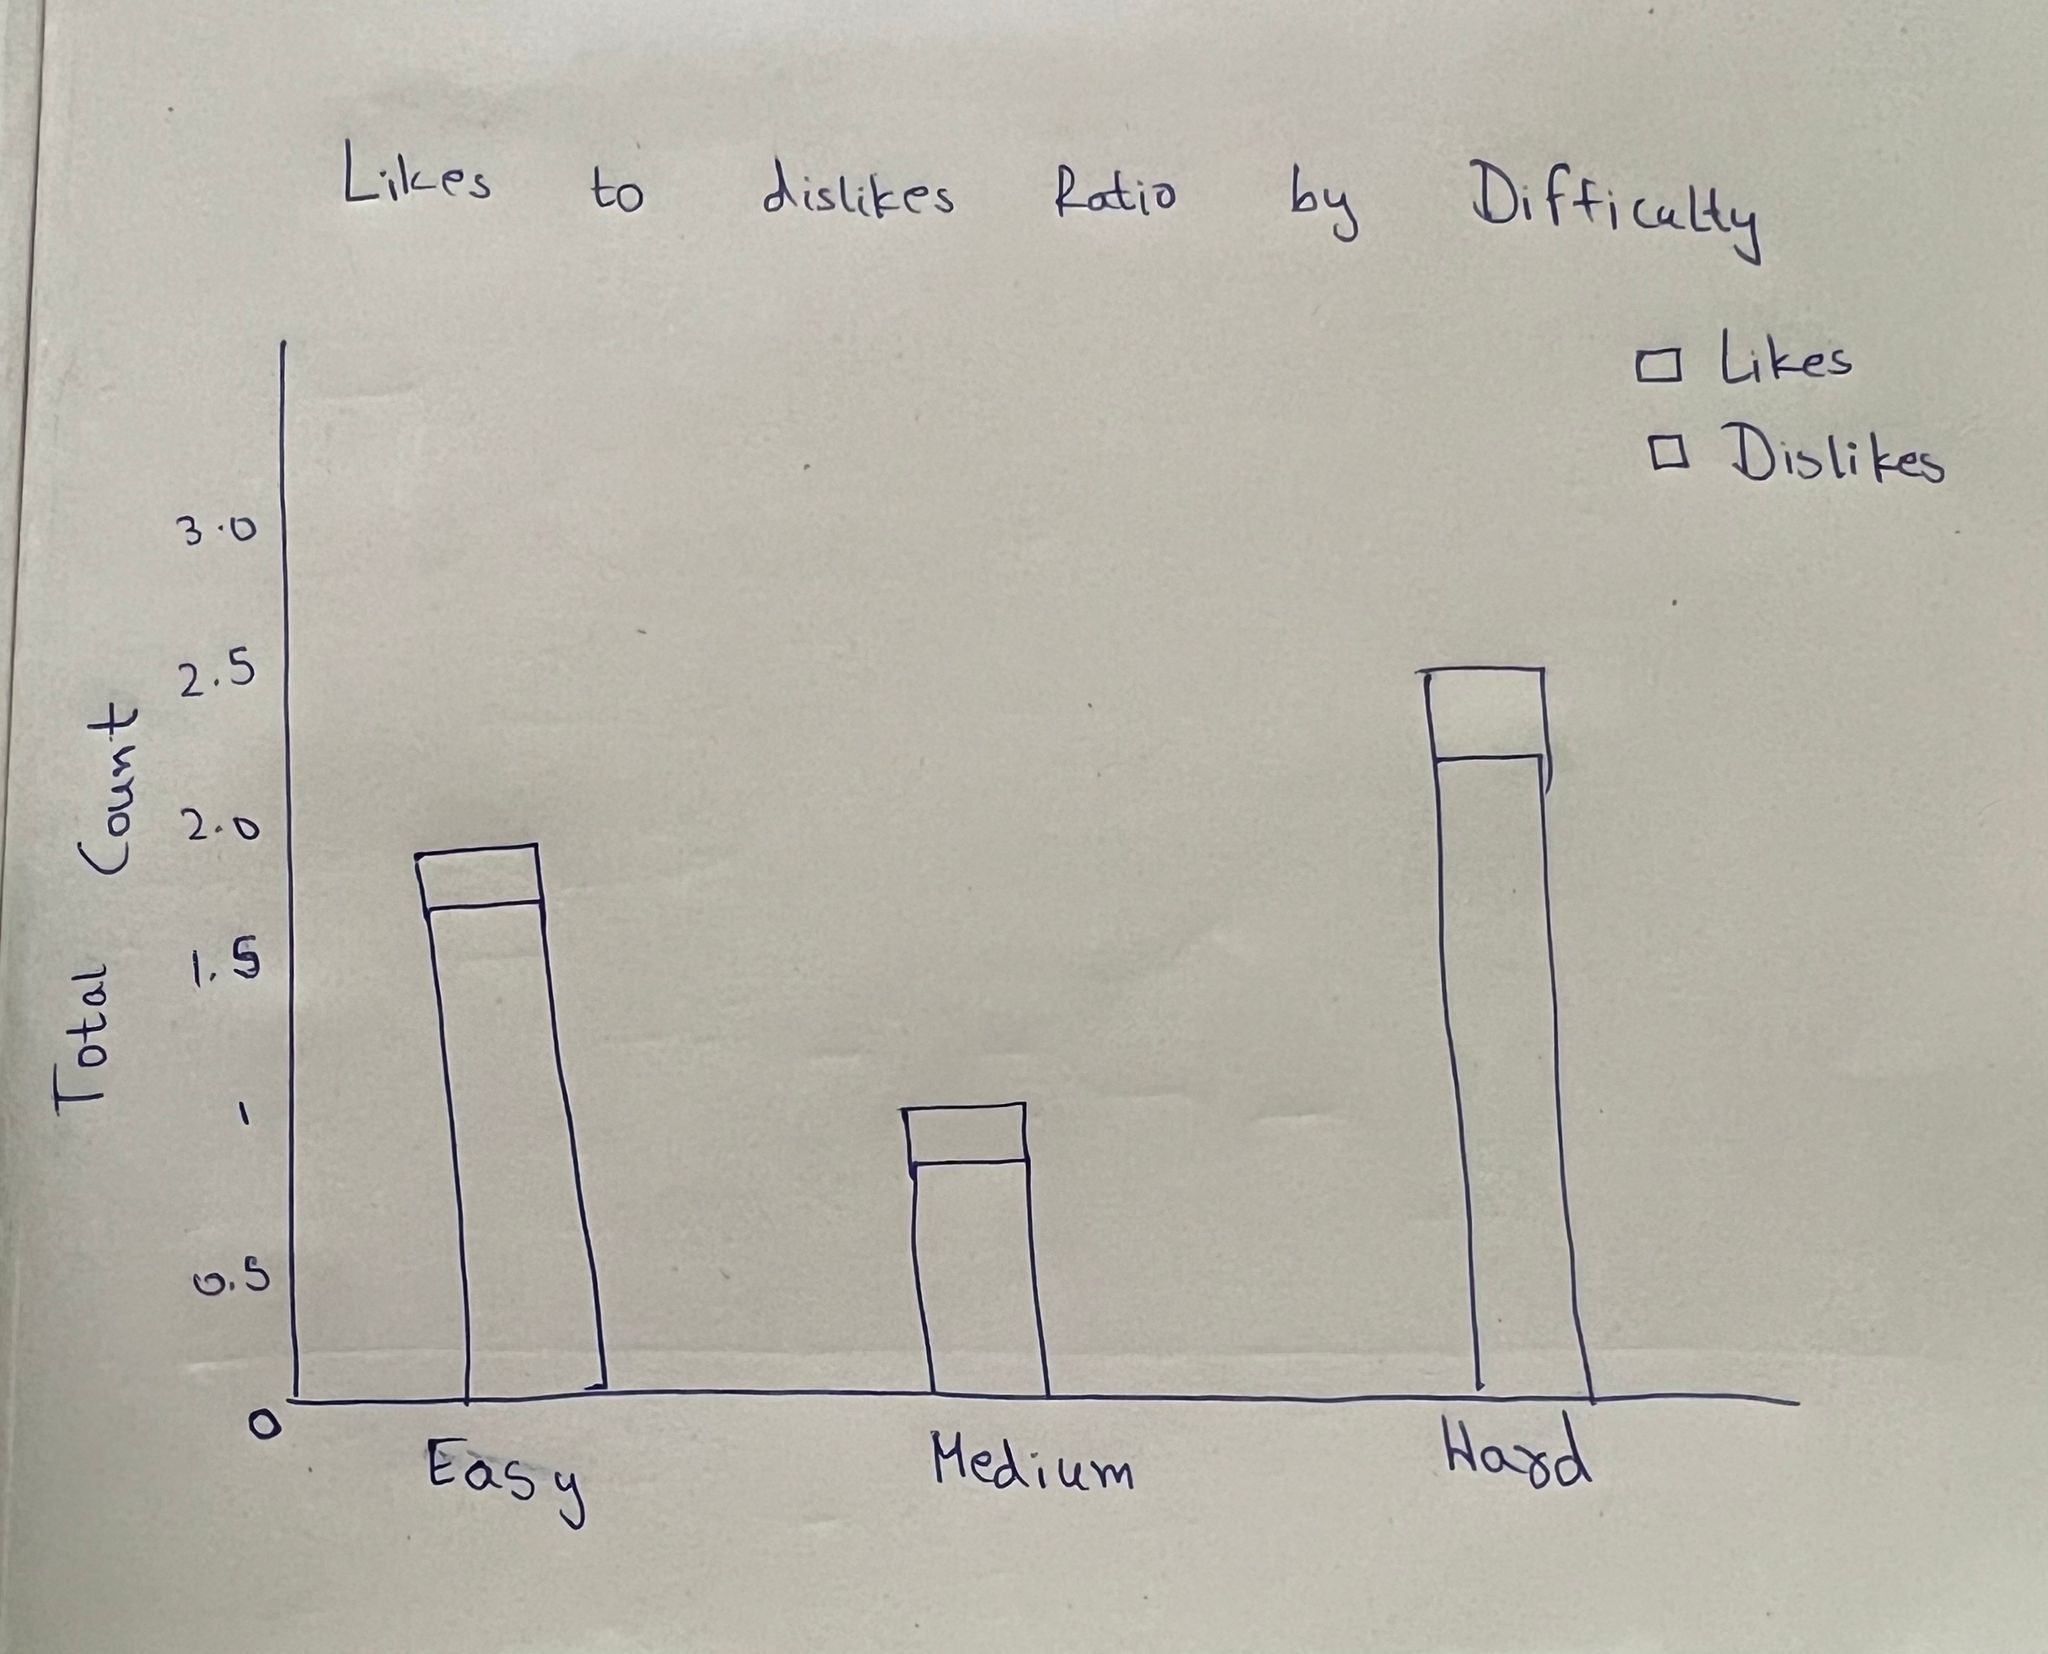 Likes to dislikes Ratio by Difficulty
Likes
Dislikes
Total Count
3.0
2.5
2.0
1.5
1
0.5
0
Easy Medium Hard